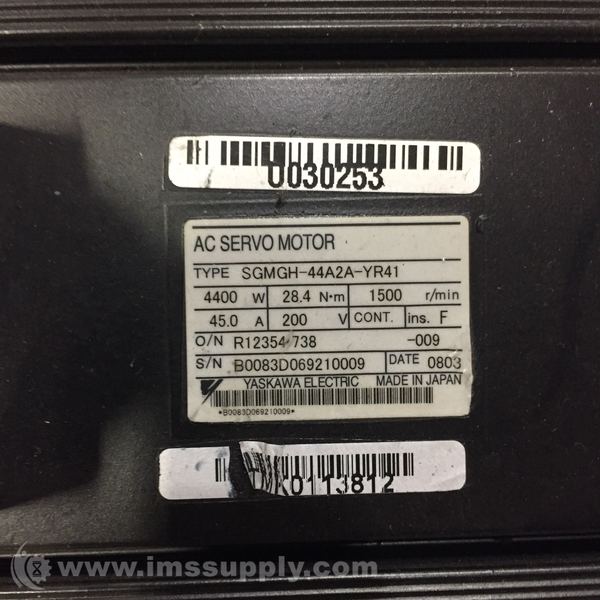 U030253
AC SERVO MOTOR
TYPE SGMGH-44A2A-YR41
4400 W 28.4 N·m 1500 r/min
45.0 A 200 V CONT. ins. F
O/N R12354 738 -009
S/N B0083D069210009 DATE 0803
YASKAWA ELECTRIC MADE IN JAPAN
*B0083D069210009*
0113812
© www.imssupply.com/